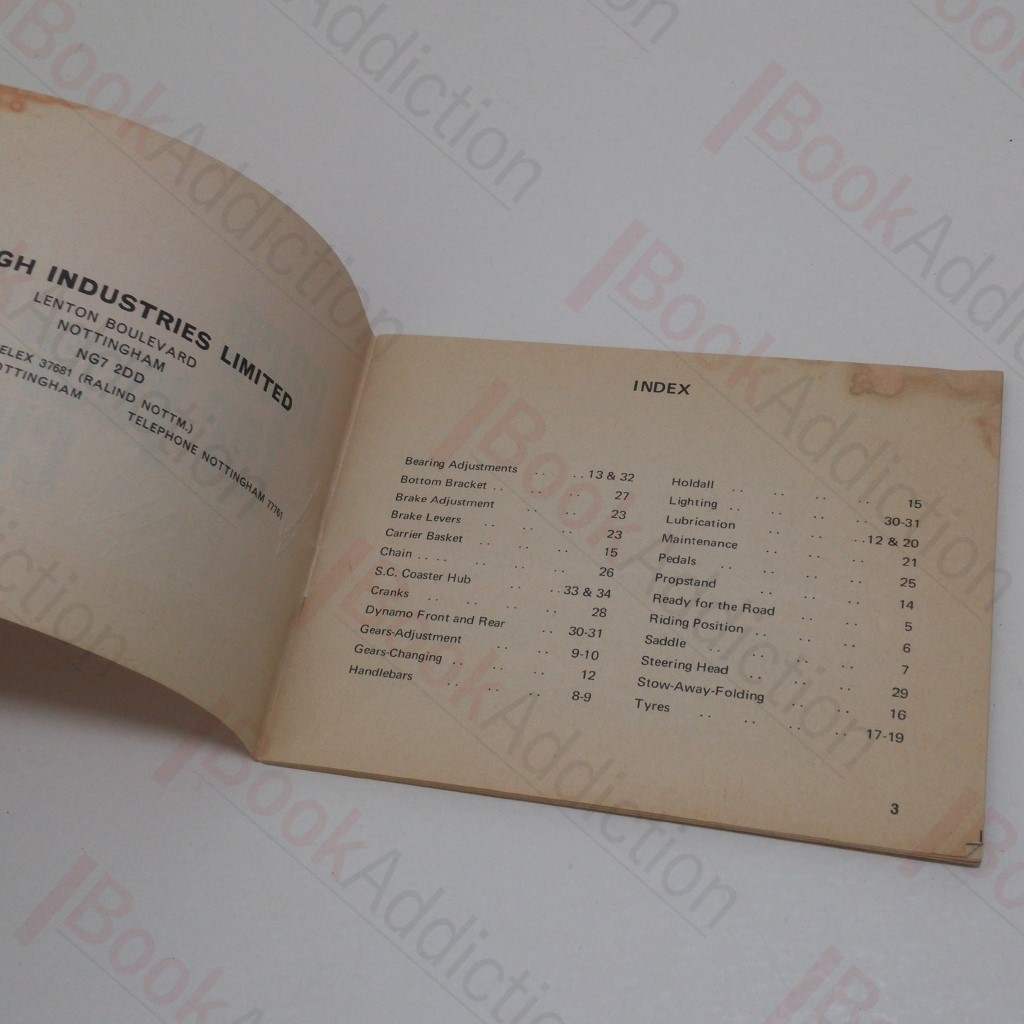 GH INDUSTRIES LIMITED
LENTON BOULEVARD
NOTTINGHAM
NG7 2DD
ELEX 37681 (RALIND NOTTM.)
OTTINGHAM TELEPHONE NOTTINGHAM 77761
INDEX
Bearing Adjustments .. .. 13 & 32
Bottom Bracket .. .. .. 27
Brake Adjustment .. .. 23
Brake Levers .. .. .. 23
Carrier Basket .. .. .. 15
Chain .. .. .. .. .. 26
S.C. Coaster Hub .. .. 33 & 34
Cranks .. .. .. .. 28
Dynamo Front and Rear .. 30-31
Gears-Adjustment .. .. 9-10
Gears-Changing .. .. .. 12
Handlebars .. .. .. 8-9
Holdall .. .. .. .. 15
Lighting .. .. .. .. 30-31
Lubrication .. .. .. 12 & 20
Maintenance .. .. .. 21
Pedals .. .. .. .. 25
Propstand .. .. .. 14
Ready for the Road .. .. 5
Riding Position .. .. .. 6
Saddle .. .. .. .. 7
Steering Head .. .. .. 29
Stow-Away-Folding .. .. 16
Tyres .. .. .. .. 17-19
3
BookAddiction